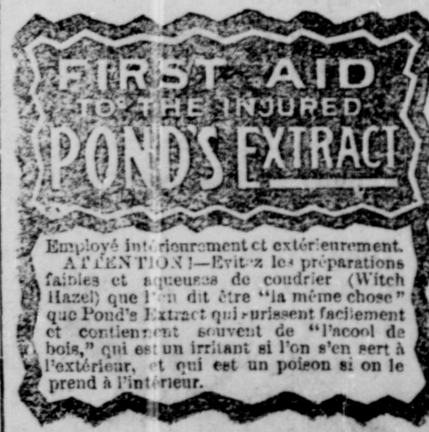 FIRST AID
TO THE INJURED
POND'S EXTRACT
Employé intérieurement et extérieurement.
ATTENTION!—Evitez les préparations
faibles et aqueuses de coudrier (Witch
Hazel) que l'on dit être "la même chose"
que Pond's Extract qui surissent facilement
et contiennent souvent de "l'acool de
bois," qui est un irritant si l'on s'en sert à
l'extérieur, et qui est un poison si on le
prend à l'intérieur.